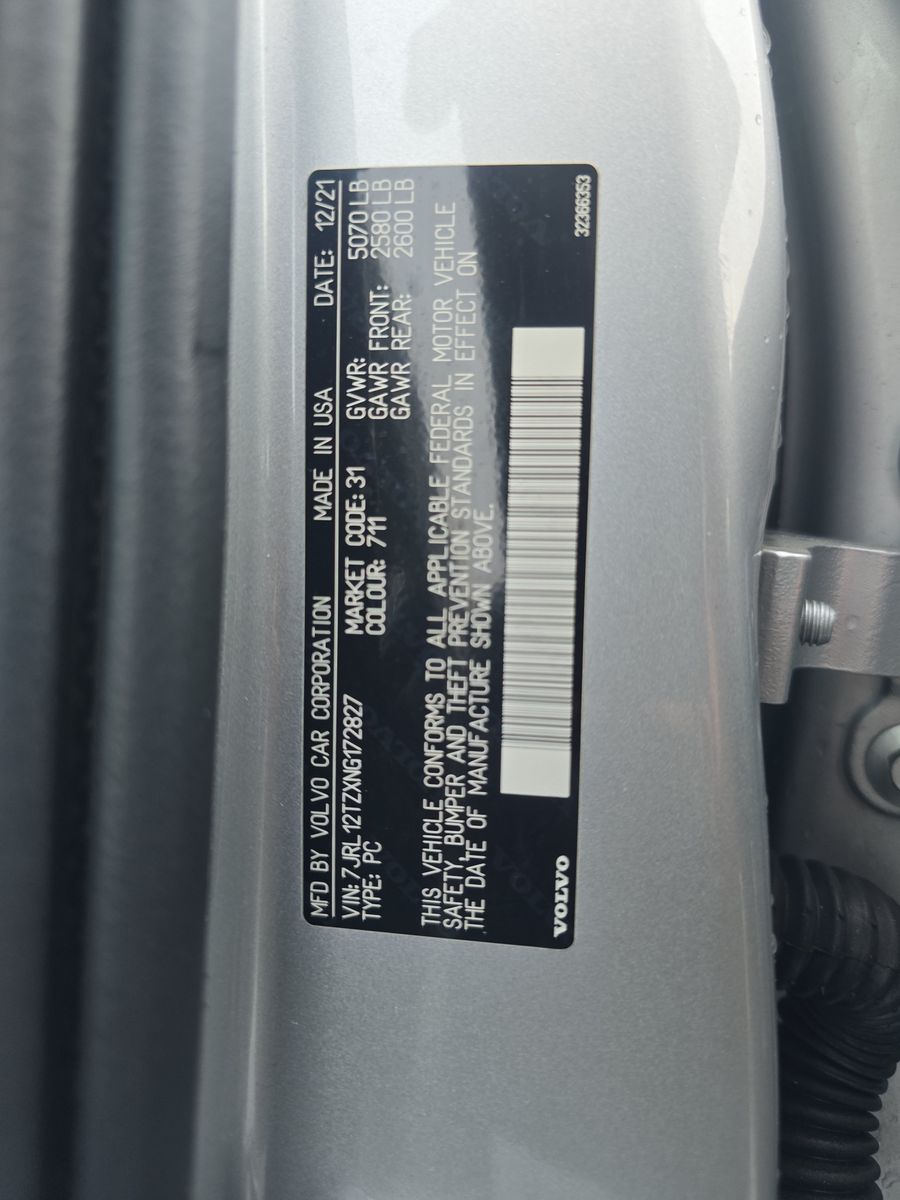 MFD BY VOLVO CAR CORPORATION MADE IN USA DATE: 12/21
VIN: 7JRL12TZXNG172827 MARKET CODE: 31 GVWR: 5070 LB
TYPE: PC COLOUR: 711 GAWR FRONT: 2580 LB
GAWR REAR: 2600 LB
THIS VEHICLE CONFORMS TO ALL APPLICABLE FEDERAL MOTOR VEHICLE
SAFETY, BUMPER AND THEFT PREVENTION STANDARDS IN EFFECT ON
THE DATE OF MANUFACTURE SHOWN ABOVE.
VOLVO 32366353